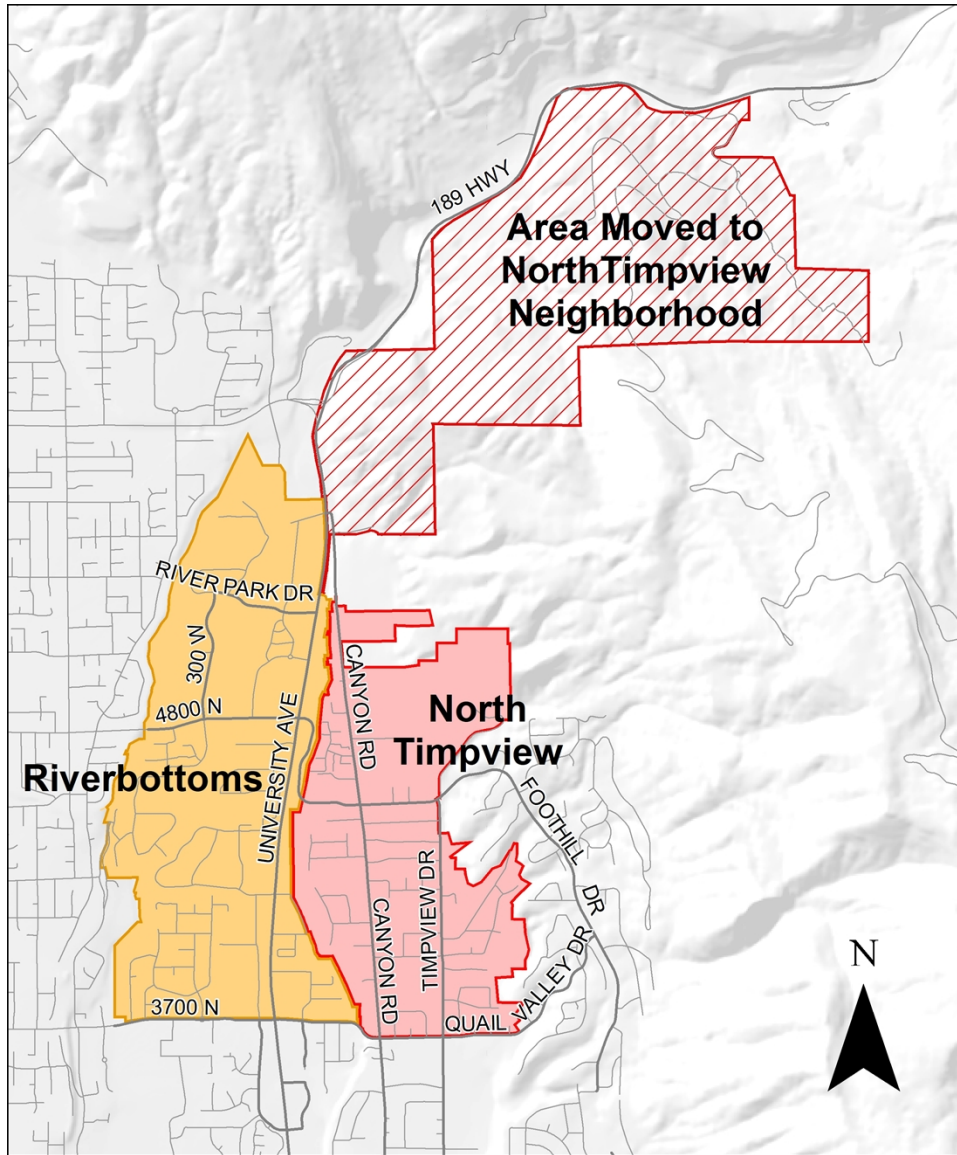 189 HWY
Area Moved to
NorthTimpview
Neighborhood
RIVER PARK DR
300 W
CANYON RD
4800 N
UNIVERSITY AVE
North
Timpview
Riverbottoms
FOOTHILL DR
TIMPVIEW DR
CANYON RD
VALLEY DR
QUAIL
3700 N
N